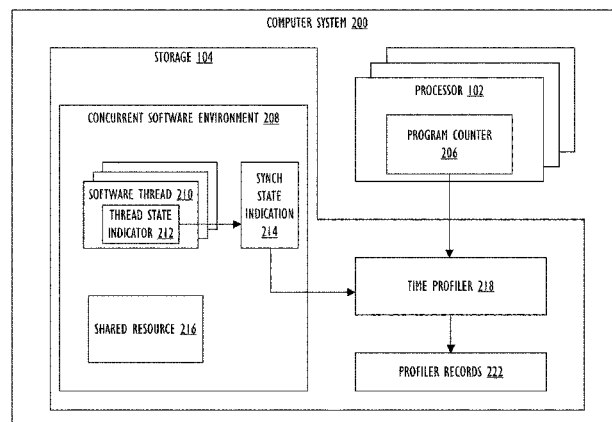 COMPUTER SYSTEM 200
STORAGE 104
CONCURRENT SOFTWARE ENVIRONMENT 208
SOFTWARE THREAD 210
THREAD STATE
INDICATOR 212
SYNCH
STATE
INDICATION
214
SHARED RESOURCE 216
PROCESSOR 102
PROGRAM COUNTER
206
TIME PROFILER 218
PROFILER RECORDS 222